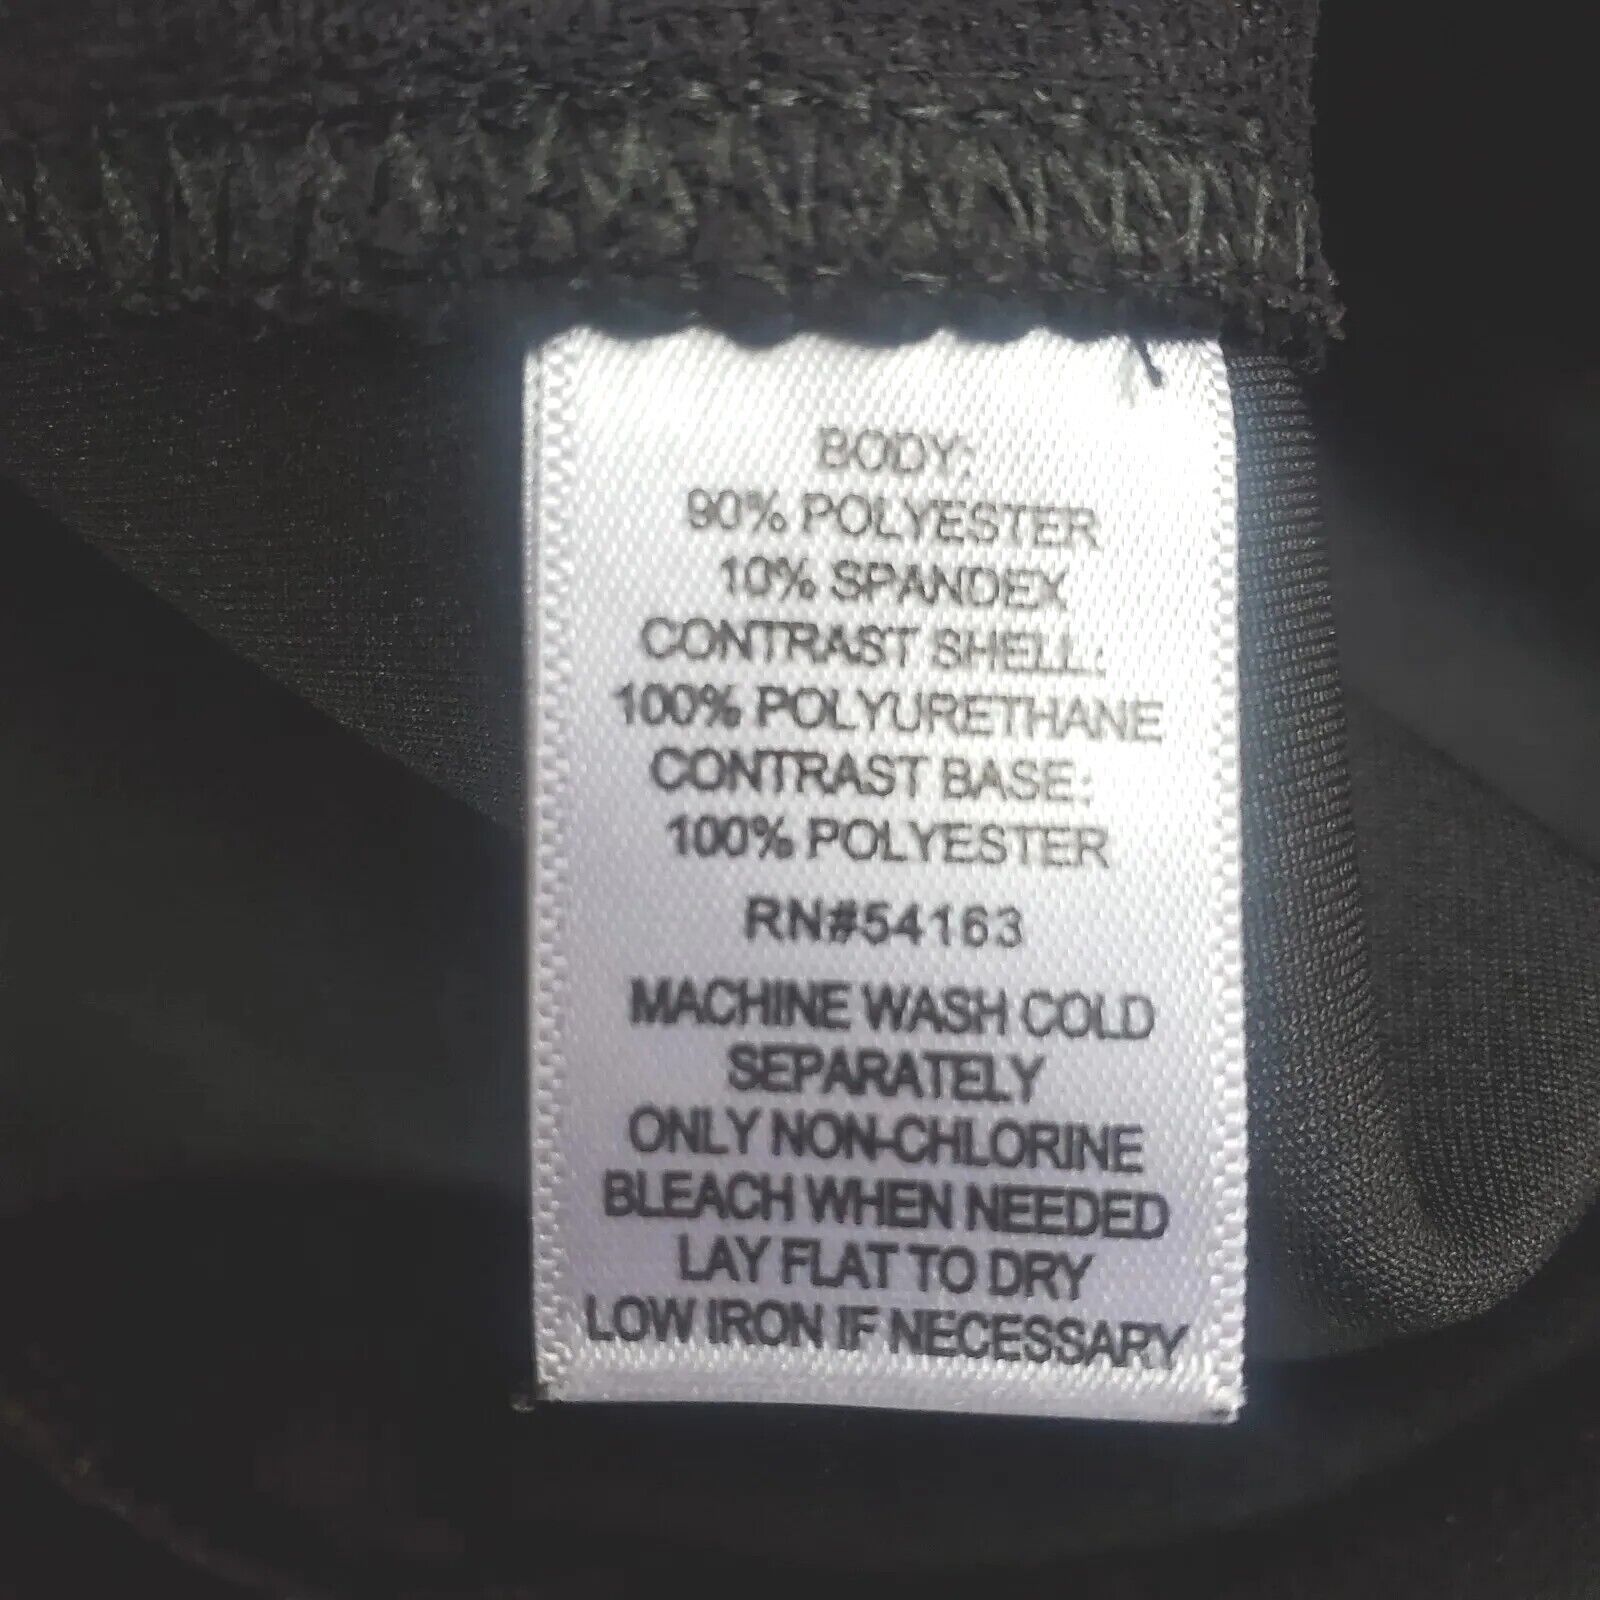 BODY:
90% POLYESTER
10% SPANDEX
CONTRAST SHELL:
100% POLYURETHANE
CONTRAST BASE:
100% POLYESTER
RN#54163
MACHINE WASH COLD
SEPARATELY
ONLY NON-CHLORINE
BLEACH WHEN NEEDED
LAY FLAT TO DRY
LOW IRON IF NECESSARY